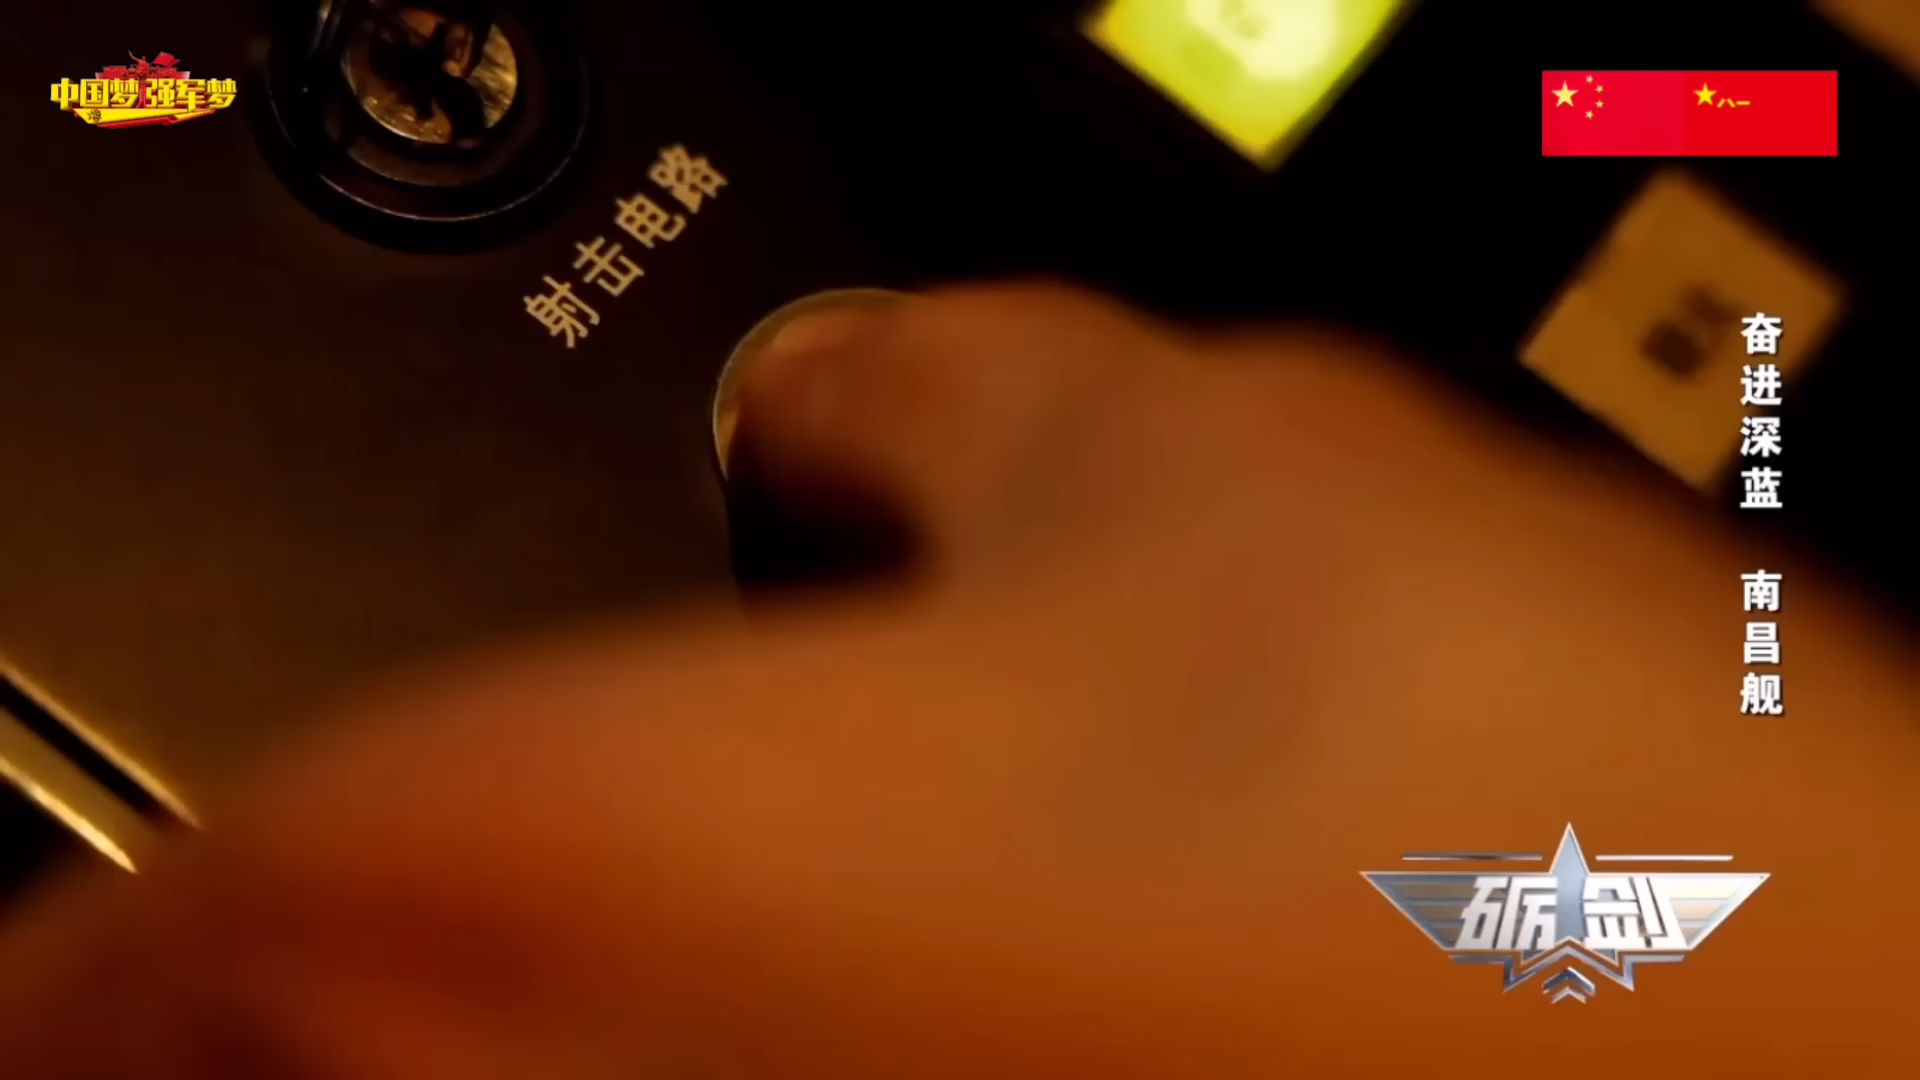 中国梦 强军梦
八一
射击电路
奋进深蓝 南昌舰
砺剑